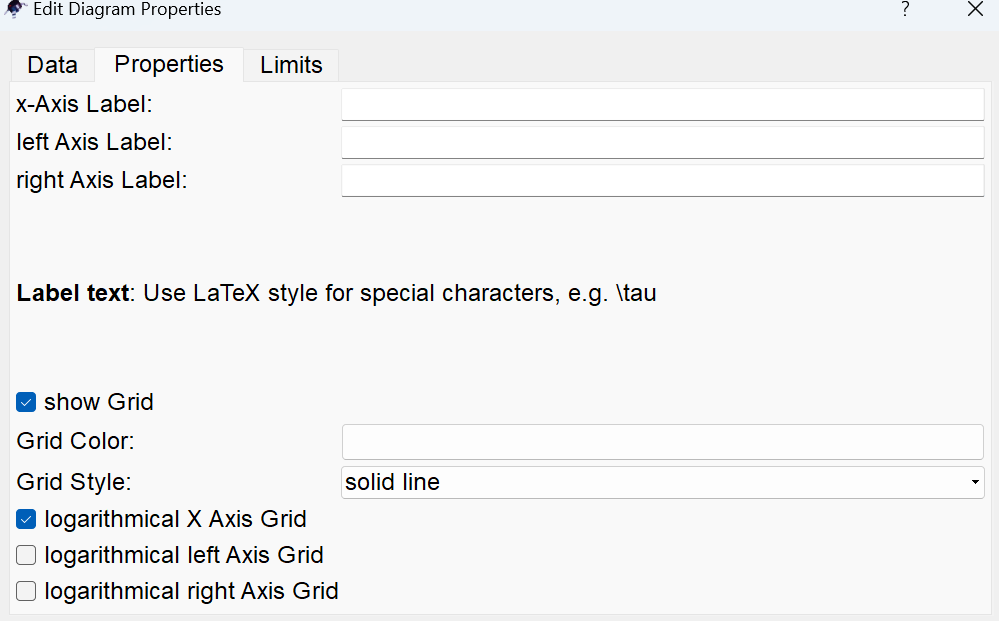 Edit Diagram Properties ?
Data Properties Limits
x-Axis Label:
left Axis Label:
right Axis Label:
Label text: Use LaTeX style for special characters, e.g. \tau
show Grid
Grid Color:
Grid Style: solid line
logarithmical X Axis Grid
logarithmical left Axis Grid
logarithmical right Axis Grid